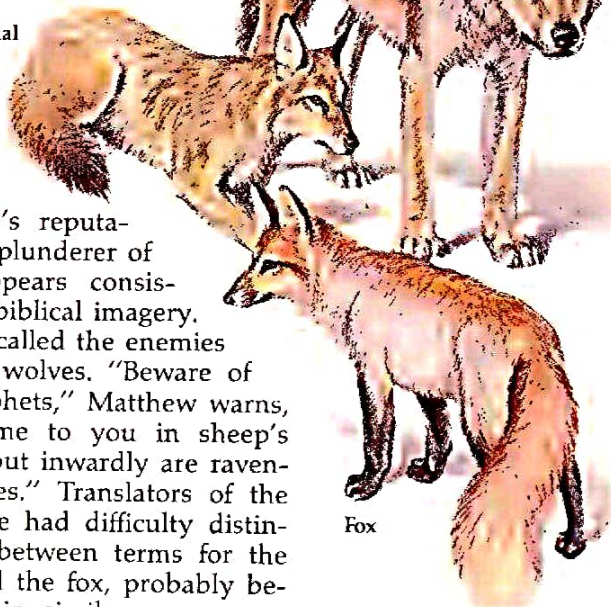 al
's reputa-
plunderer of
pears consis-
biblical imagery.
called the enemies
wolves. "Beware of
phets," Matthew warns,
me to you in sheep's
out inwardly are raven-
es." Translators of the
e had difficulty distin-
between terms for the
d the fox, probably be-
Fox